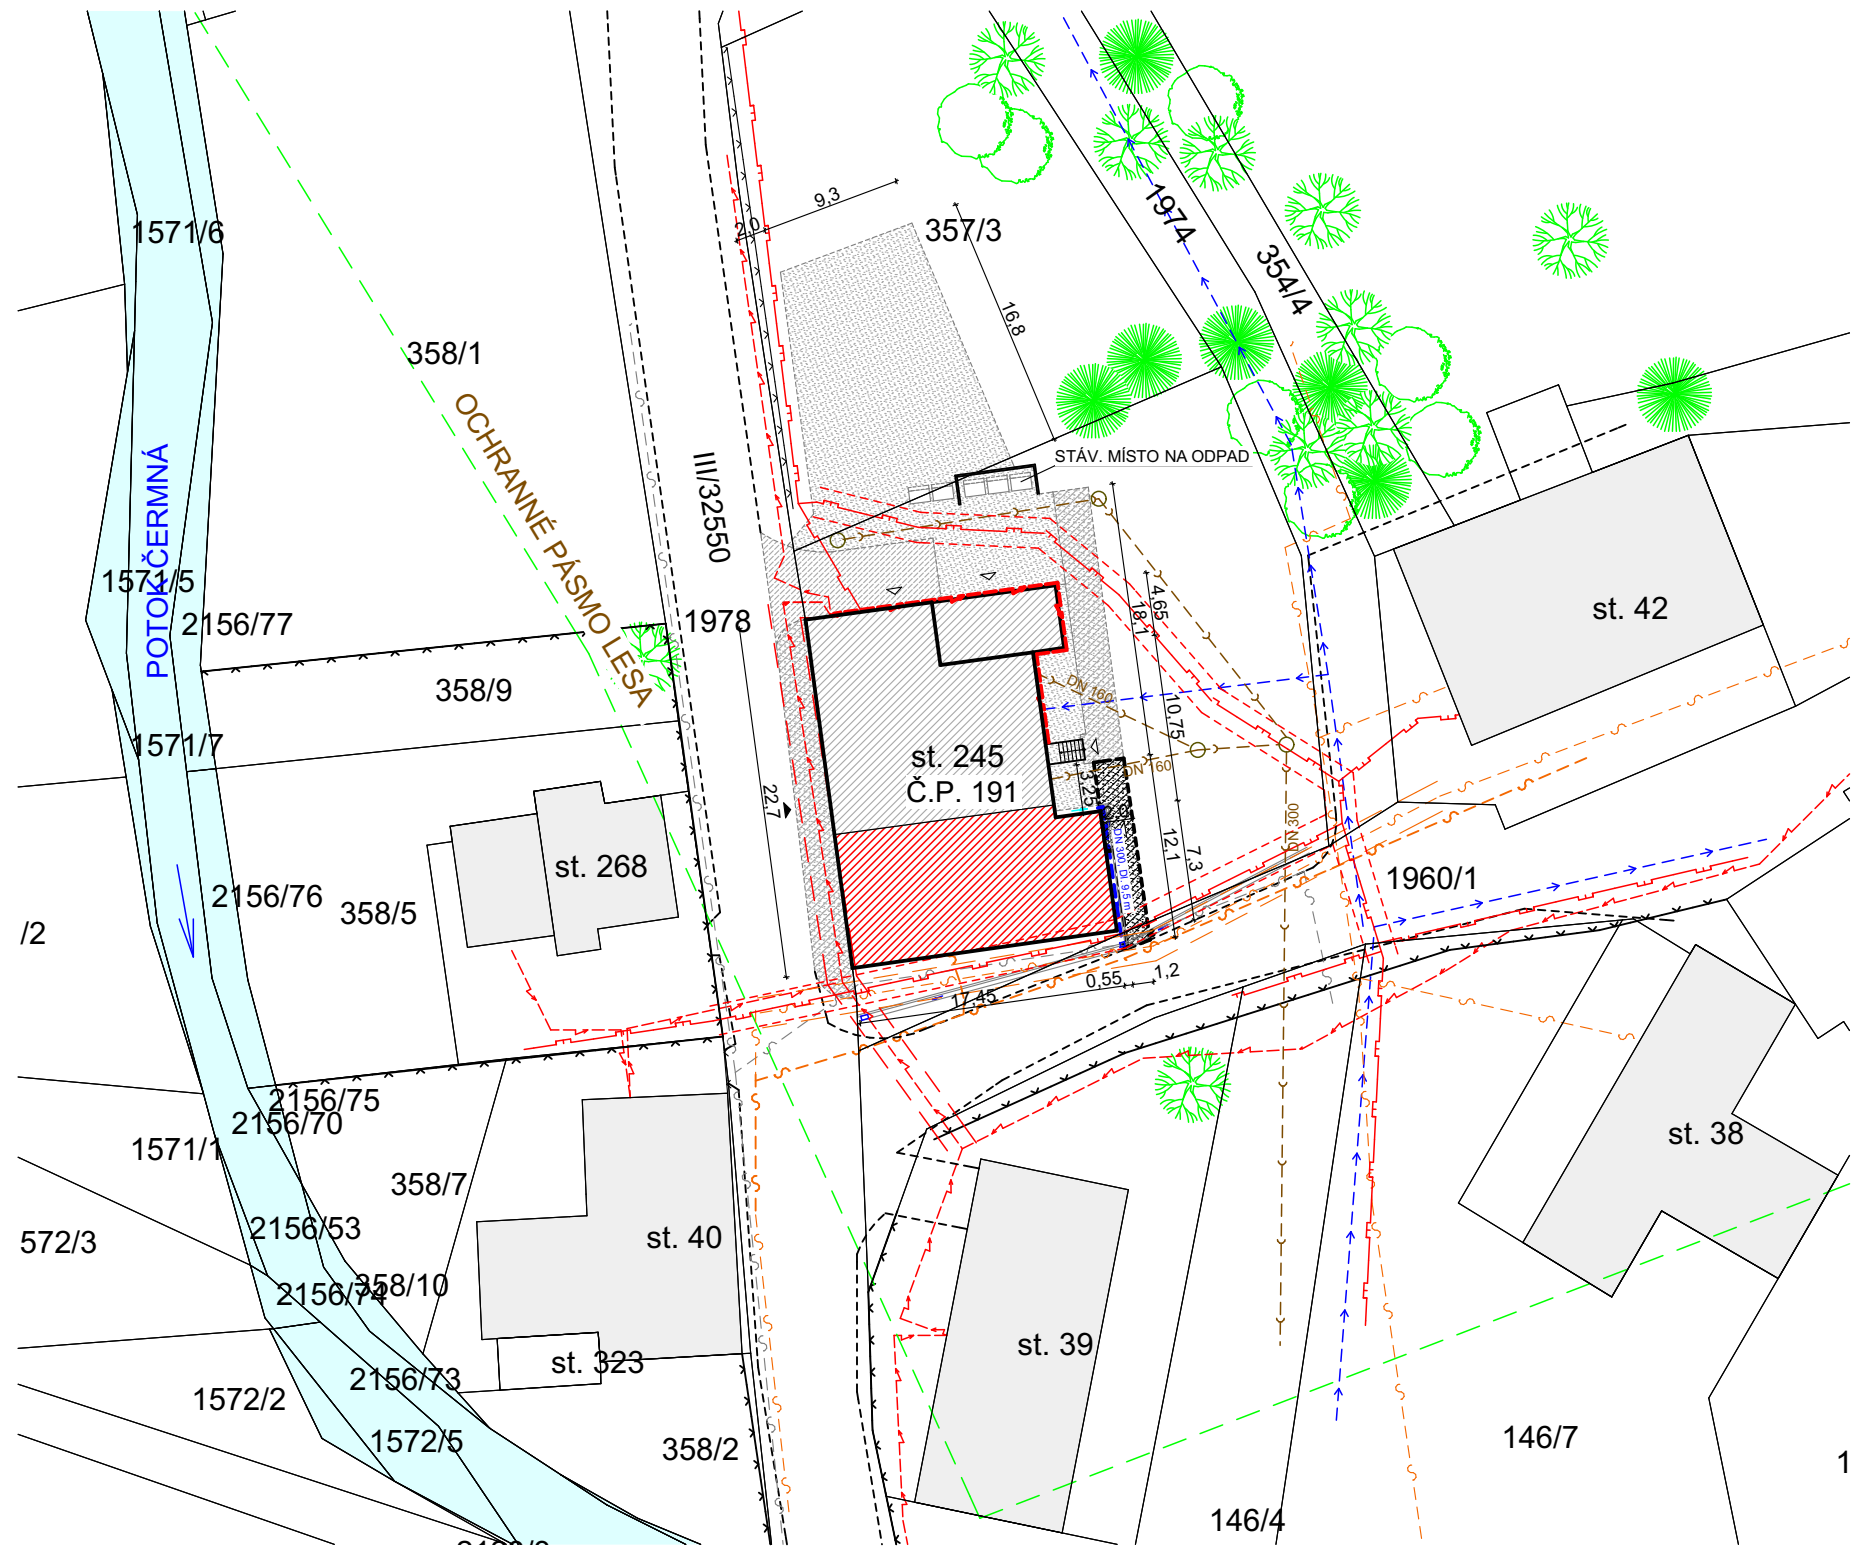 9,3
2,0
357/3
1571/6
1974
354/4
16,8
358/1
OCHRANNÉ PÁSMO LESA
STÁV. MÍSTO NA ODPAD
III/32550
POTOK ČERMNÁ
1571/5
2156/77
1978
4,65
18,1
st. 42
358/9
DN 160
10,75
1571/7
st. 245
Č.P. 191
DN 160
3,25
22,7
DN 300
DN 300, Dl. 9,5 m
12,1
7,3
st. 268
1960/1
2156/76
358/5
/2
0,55
1,2
17,45
2156/75
2156/70
1571/1
st. 38
358/7
2156/53
st. 40
572/3
358/10
2156/74
st. 39
st. 323
2156/73
1572/2
1572/5
358/2
146/7
1
146/4